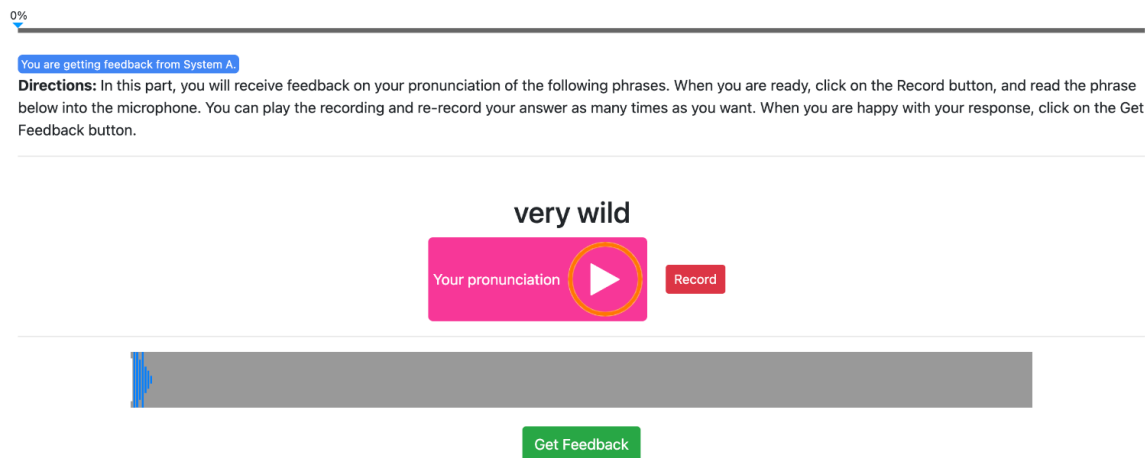 0%
You are getting feedback from System A.
Directions: In this part, you will receive feedback on your pronunciation of the following phrases. When you are ready, click on the Record button, and read the phrase
below into the microphone. You can play the recording and re-record your answer as many times as you want. When you are happy with your response, click on the Get
Feedback button.
very wild
Your pronunciation
Record
Get Feedback